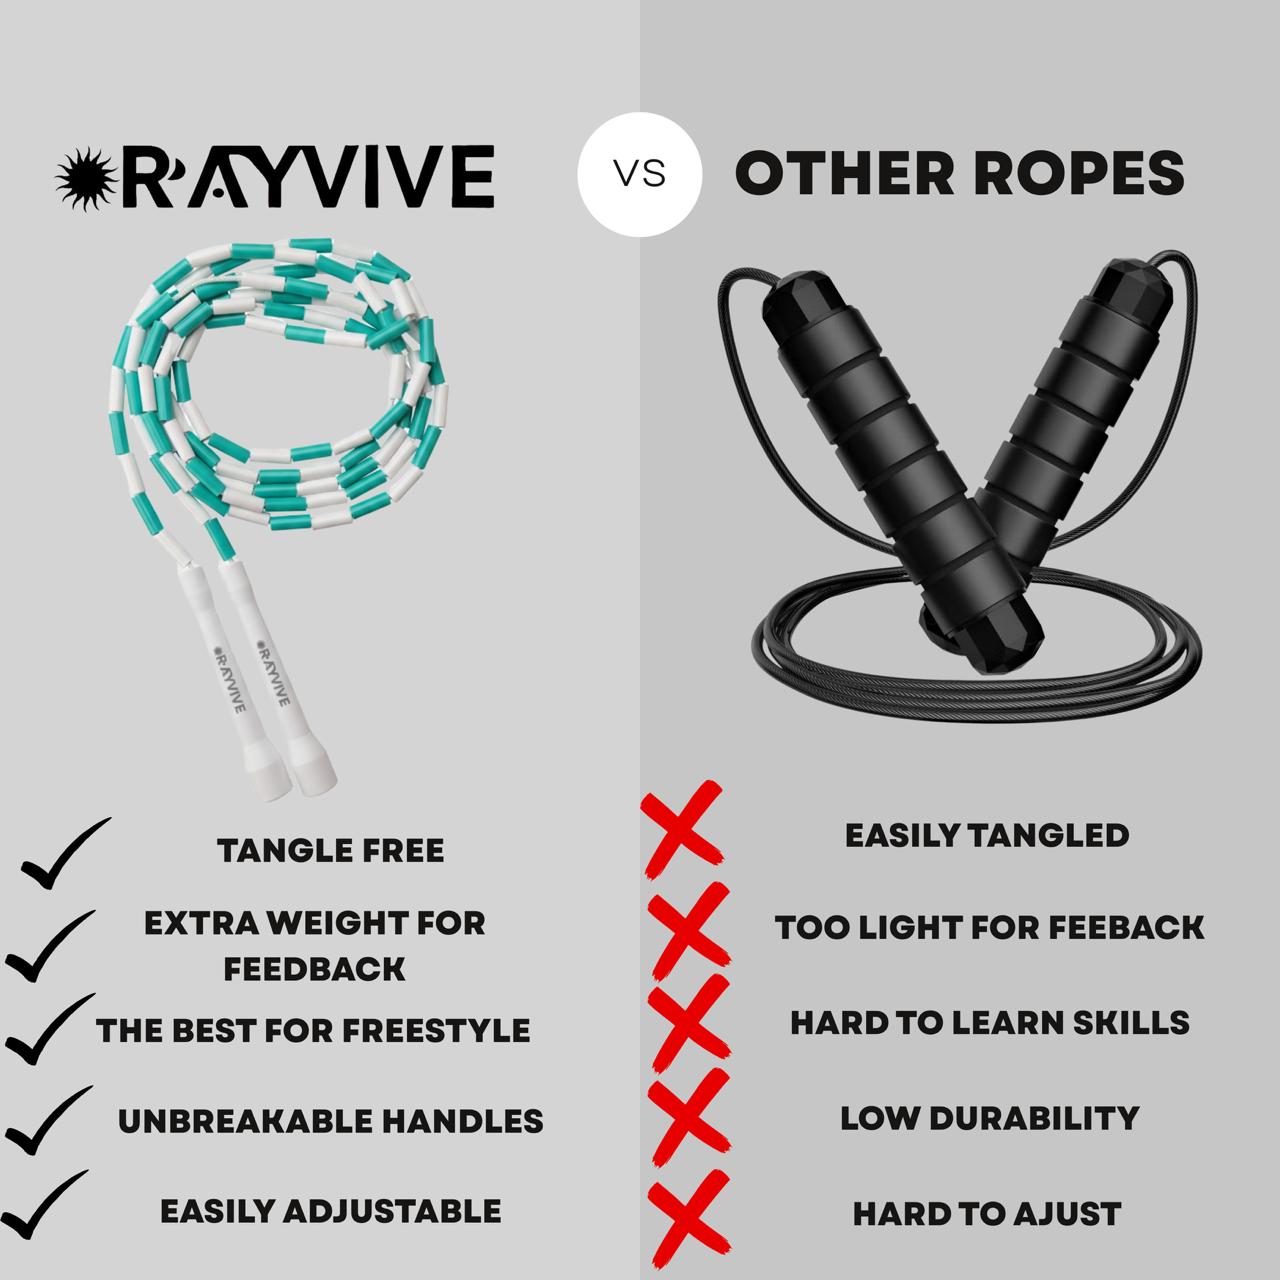 RAYVIVE
VS
OTHER ROPES
RAYVIVE
RAYVIVE
TANGLE FREE
EXTRA WEIGHT FOR
FEEDBACK
THE BEST FOR FREESTYLE
UNBREAKABLE HANDLES
EASILY ADJUSTABLE
EASILY TANGLED
TOO LIGHT FOR FEEBACK
HARD TO LEARN SKILLS
LOW DURABILITY
HARD TO AJUST